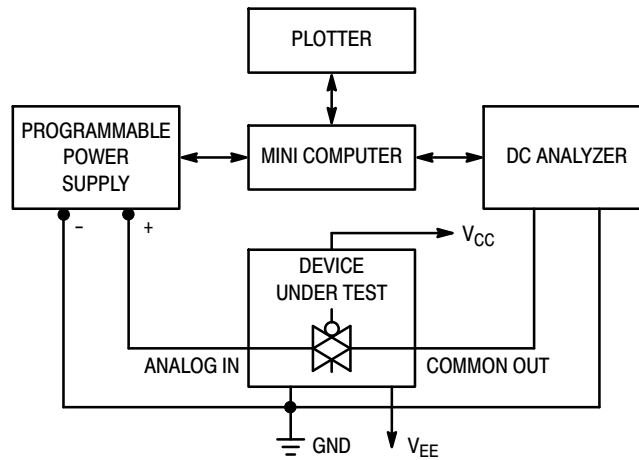 PLOTTER
PROGRAMMABLE
POWER
SUPPLY
MINI COMPUTER
DC ANALYZER
– +
VCC
DEVICE
UNDER TEST
ANALOG IN
COMMON OUT
GND
VEE